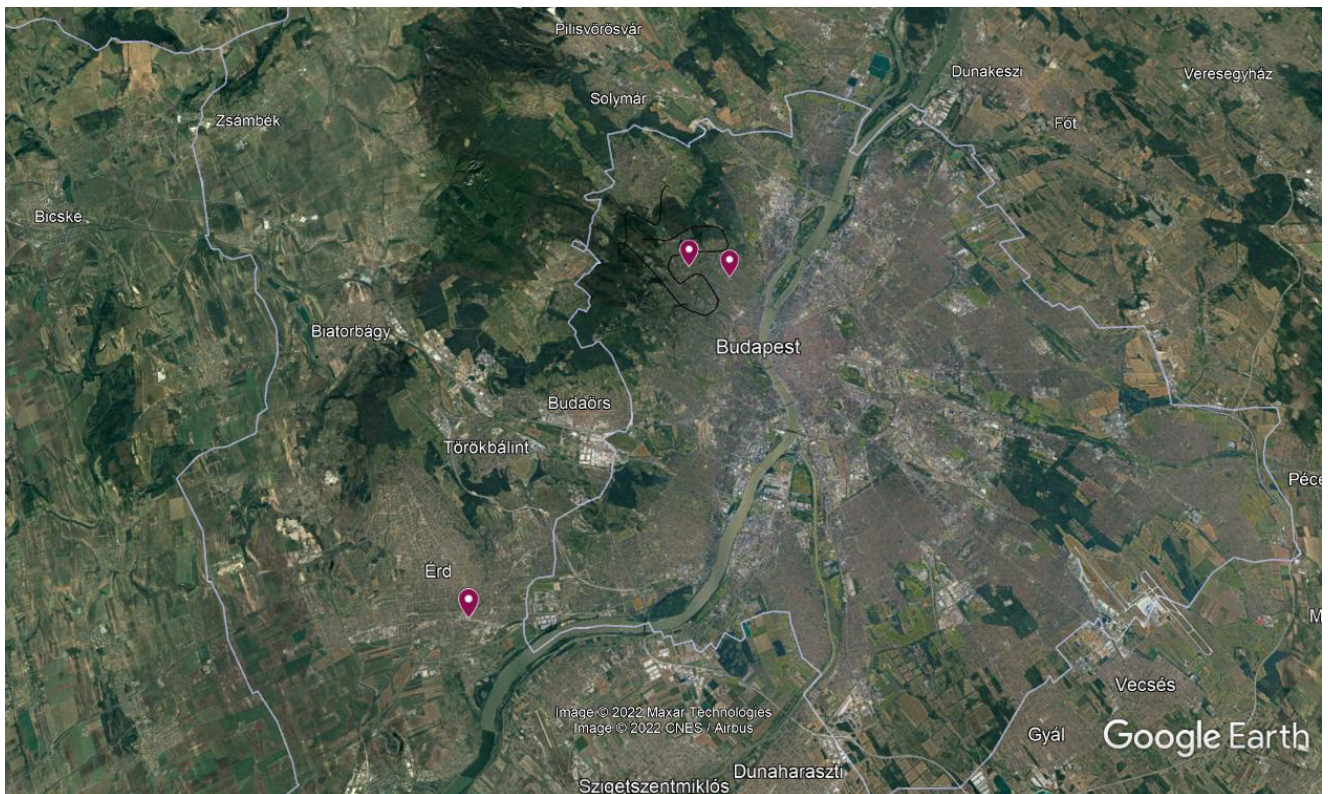 Pilisvörösvár
Dunakeszi
Veresegyház
Solymár
Zsámbék
Fót
Bicske
Biatorbágy
Budapest
Budaörs
Törökbálint
Péce
Érd
M
Vecsés
Image © 2022 Maxar Technologies
Image © 2022 CNES / Airbus
Gyál
Google Earth
Dunaharaszti
Szigetszentmiklós